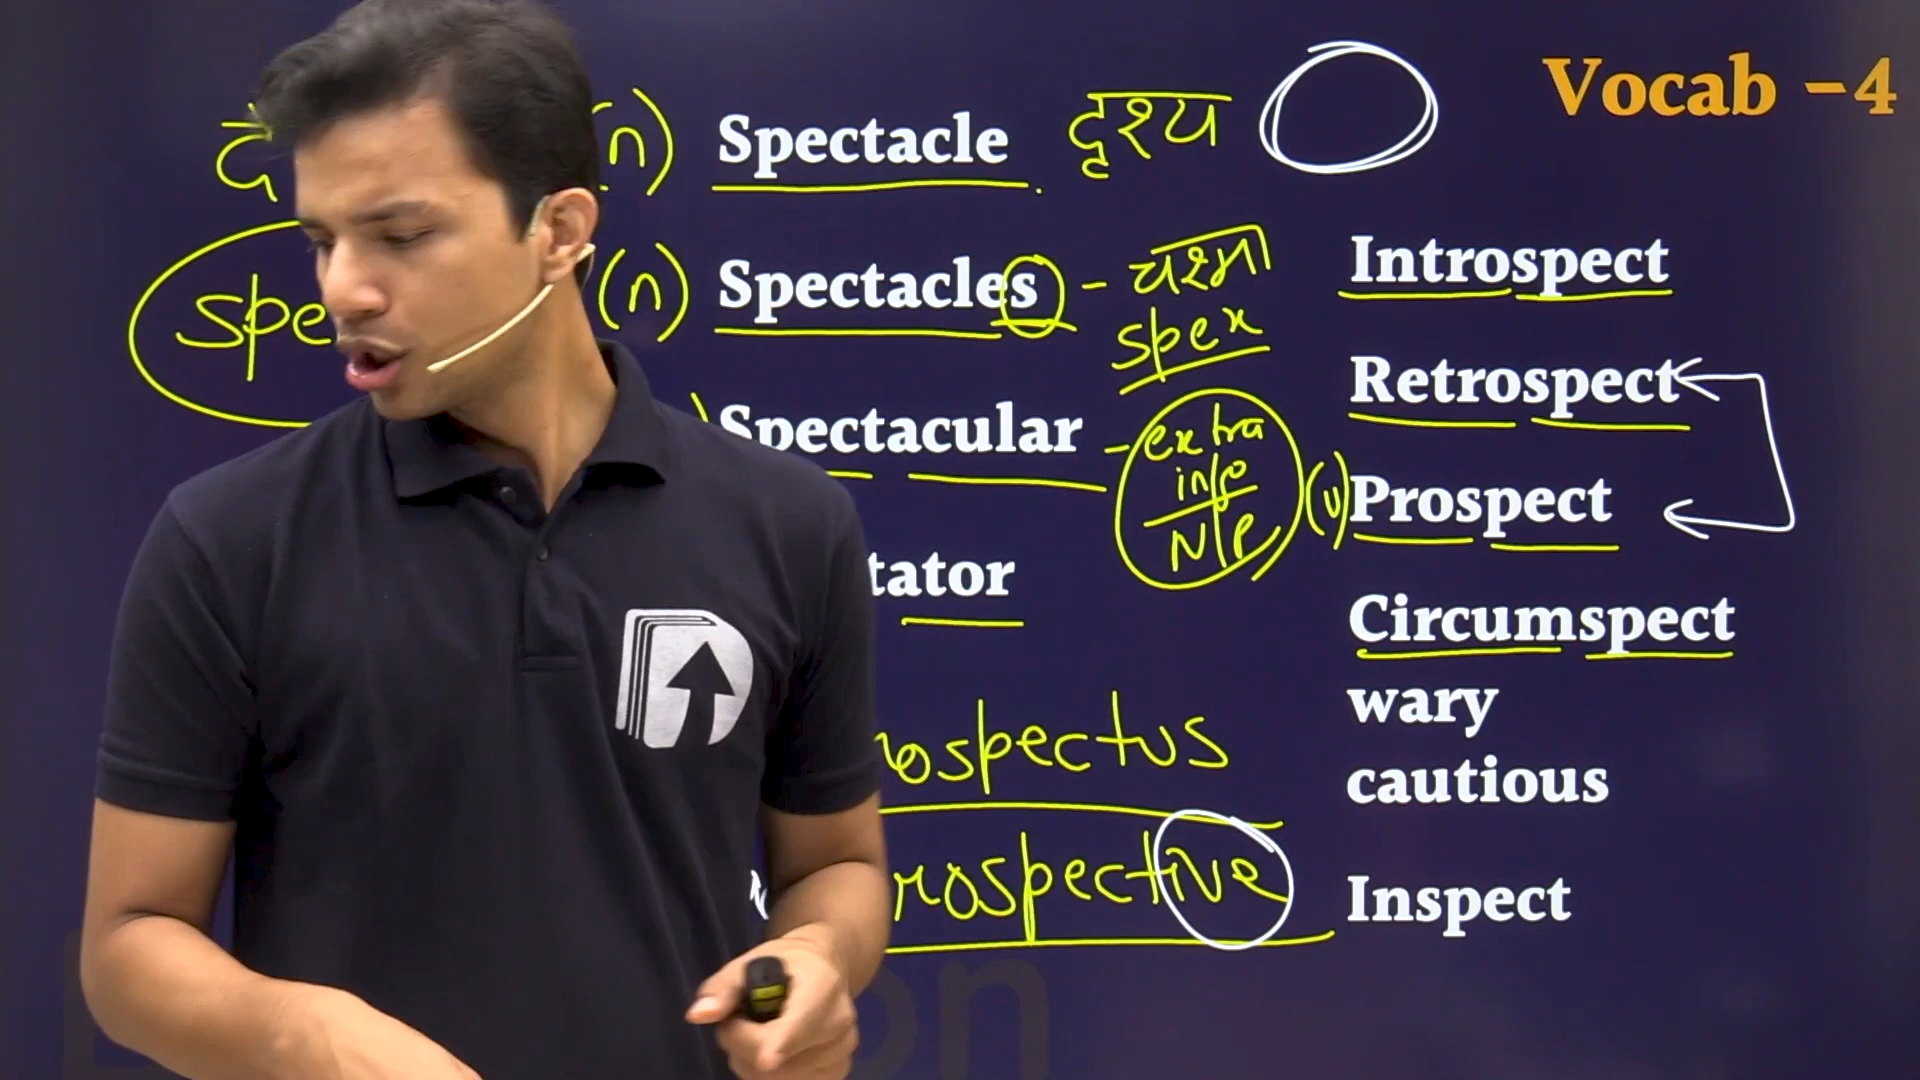 Vocab -4
(n) Spectacle दृश्य
(n) Spectacles - चश्मा
spex
Spectacular - extra
info
N/P
tator
ospectus
rospective
Introspect
Retrospect
(v) Prospect
Circumspect
wary
cautious
Inspect